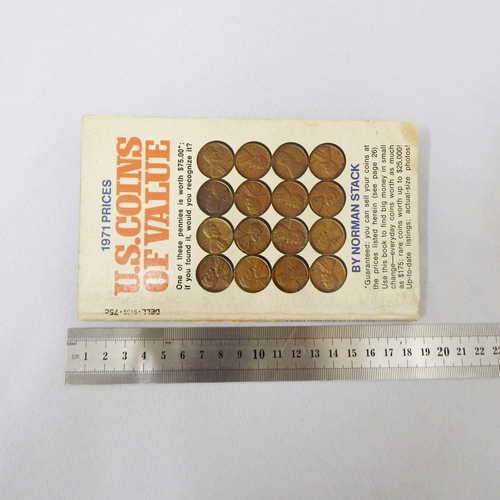 1971 PRICES
U.S. COINS
OF VALUE
One of these pennies is worth $75.00*;
if you found it, would you recognize it?
BY NORMAN STACK
*Guaranteed: you can sell your coins at
the prices listed herein (see page 26).
Use this book to find big money in small
change—everyday coins worth as much
as $175; rare coins worth up to $25,000!
Up-to-date listings; actual-size photos!
DELL 75c
1 2 3 4 5 6 7 8 9 10 11 12 13 14 15 16 17 18 19 20 21 22